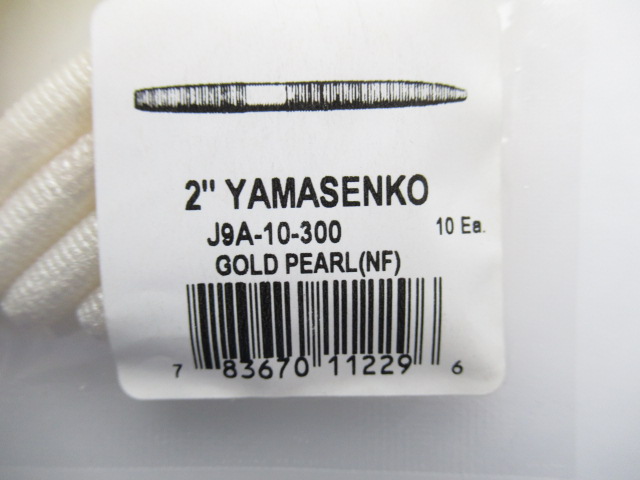 2" YAMASENKO
J9A-10-300 10 Ea.
GOLD PEARL(NF)
7 83670 11229 6